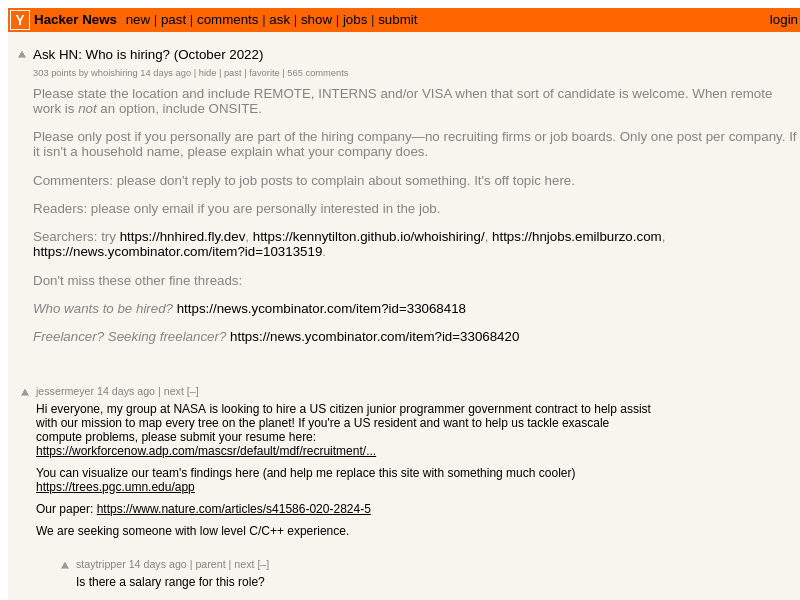 Y Hacker News new | past | comments | ask | show | jobs | submit login
Ask HN: Who is hiring? (October 2022)
303 points by whoishiring 14 days ago | hide | past | favorite | 565 comments
Please state the location and include REMOTE, INTERNS and/or VISA when that sort of candidate is welcome. When remote
work is not an option, include ONSITE.
Please only post if you personally are part of the hiring company—no recruiting firms or job boards. Only one post per company. If
it isn't a household name, please explain what your company does.
Commenters: please don't reply to job posts to complain about something. It's off topic here.
Readers: please only email if you are personally interested in the job.
Searchers: try https://hnhired.fly.dev, https://kennytilton.github.io/whoishiring/, https://hnjobs.emilburzo.com,
https://news.ycombinator.com/item?id=10313519.
Don't miss these other fine threads:
Who wants to be hired? https://news.ycombinator.com/item?id=33068418
Freelancer? Seeking freelancer? https://news.ycombinator.com/item?id=33068420
jessermeyer 14 days ago | next [–]
Hi everyone, my group at NASA is looking to hire a US citizen junior programmer government contract to help assist
with our mission to map every tree on the planet! If you're a US resident and want to help us tackle exascale
compute problems, please submit your resume here:
https://workforcenow.adp.com/mascsr/default/mdf/recruitment/...
You can visualize our team's findings here (and help me replace this site with something much cooler)
https://trees.pgc.umn.edu/app
Our paper: https://www.nature.com/articles/s41586-020-2824-5
We are seeking someone with low level C/C++ experience.
staytripper 14 days ago | parent | next [–]
Is there a salary range for this role?